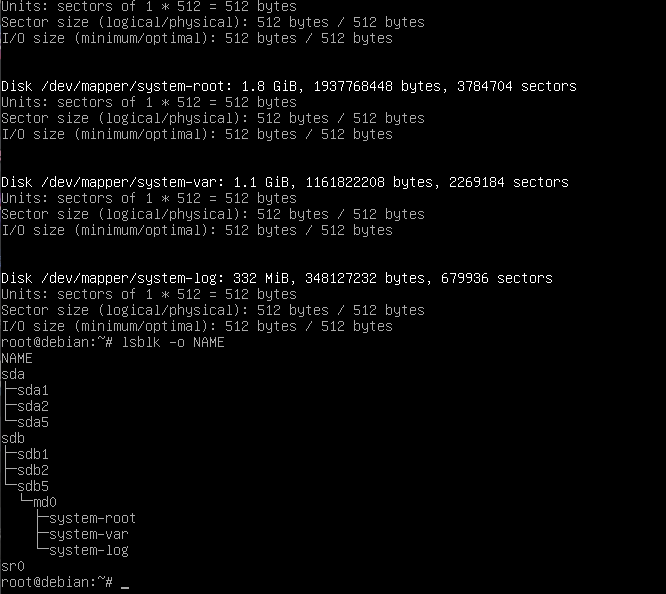 Units: sectors of 1 * 512 = 512 bytes
Sector size (logical/physical): 512 bytes / 512 bytes
I/O size (minimum/optimal): 512 bytes / 512 bytes
Disk /dev/mapper/system-root: 1.8 GiB, 1937768448 bytes, 3784704 sectors
Units: sectors of 1 * 512 = 512 bytes
Sector size (logical/physical): 512 bytes / 512 bytes
I/O size (minimum/optimal): 512 bytes / 512 bytes
Disk /dev/mapper/system-var: 1.1 GiB, 1161822208 bytes, 2269184 sectors
Units: sectors of 1 * 512 = 512 bytes
Sector size (logical/physical): 512 bytes / 512 bytes
I/O size (minimum/optimal): 512 bytes / 512 bytes
Disk /dev/mapper/system-log: 332 MiB, 348127232 bytes, 679936 sectors
Units: sectors of 1 * 512 = 512 bytes
Sector size (logical/physical): 512 bytes / 512 bytes
I/O size (minimum/optimal): 512 bytes / 512 bytes
root@debian:~# lsblk -o NAME
NAME
sda
├─sda1
├─sda2
└─sda5
sdb
├─sdb1
├─sdb2
└─sdb5
  └─md0
    ├─system-root
    ├─system-var
    └─system-log
sr0
root@debian:~# _